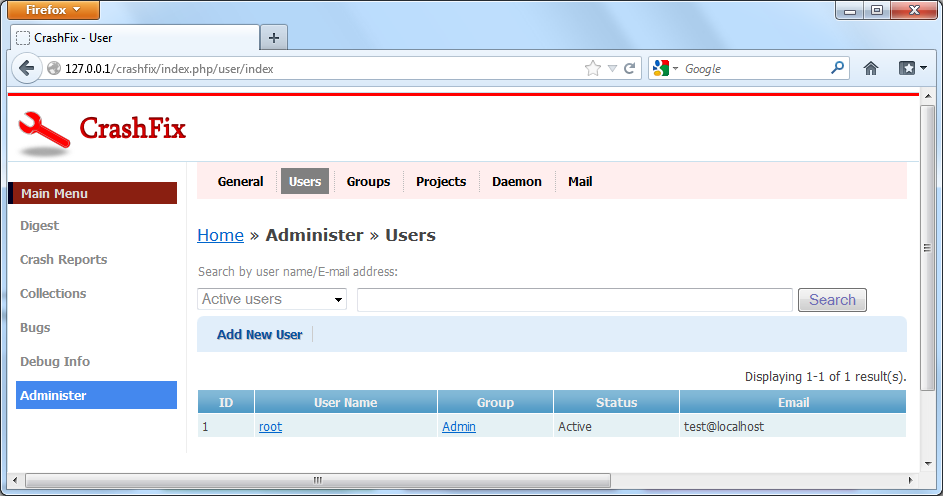 Firefox
CrashFix - User
127.0.0.1/crashfix/index.php/user/index
Google
CrashFix
General Users Groups Projects Daemon Mail
Main Menu
Digest
Crash Reports
Collections
Bugs
Debug Info
Administer
Home » Administer » Users
Search by user name/E-mail address:
Active users Search
Add New User
Displaying 1-1 of 1 result(s).
ID User Name Group Status Email
1 root Admin Active test@localhost